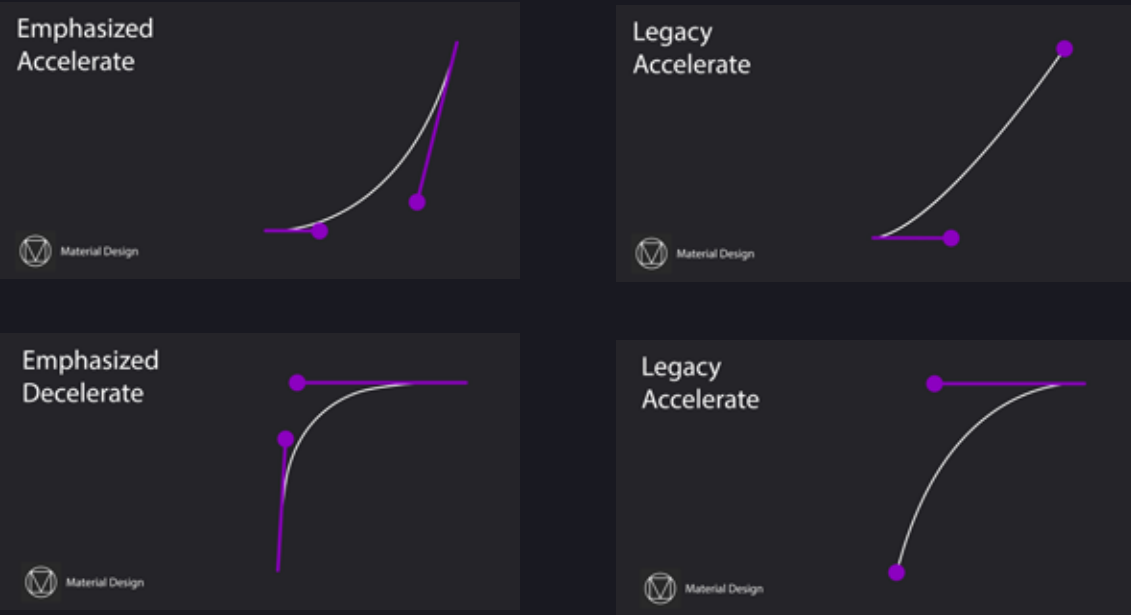 Emphasized
Accelerate
Material Design
Legacy
Accelerate
Material Design
Emphasized
Decelerate
Material Design
Legacy
Accelerate
Material Design